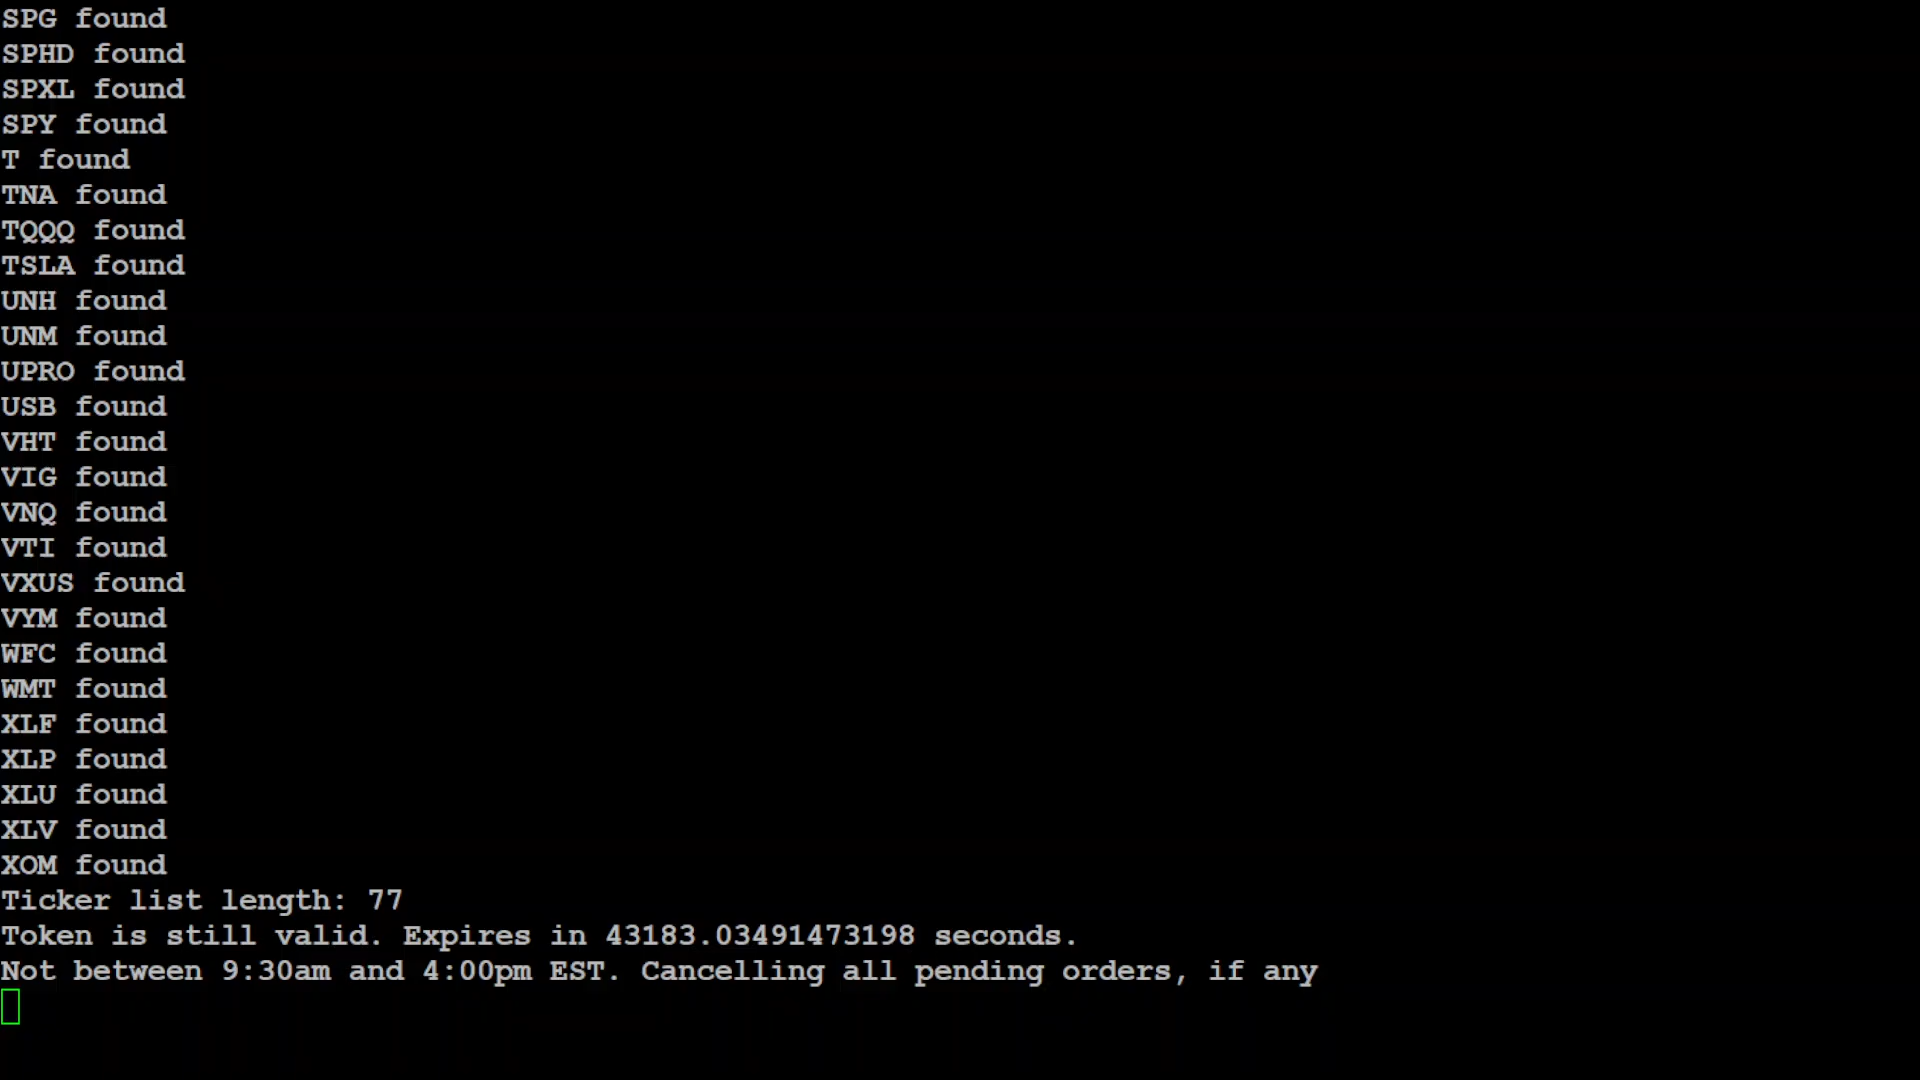 SPG found
SPHD found
SPXL found
SPY found
T found
TNA found
TQQQ found
TSLA found
UNH found
UNM found
UPRO found
USB found
VHT found
VIG found
VNQ found
VTI found
VXUS found
VYM found
WFC found
WMT found
XLF found
XLP found
XLU found
XLV found
XOM found
Ticker list length: 77
Token is still valid. Expires in 43183.03491473198 seconds.
Not between 9:30am and 4:00pm EST. Cancelling all pending orders, if any